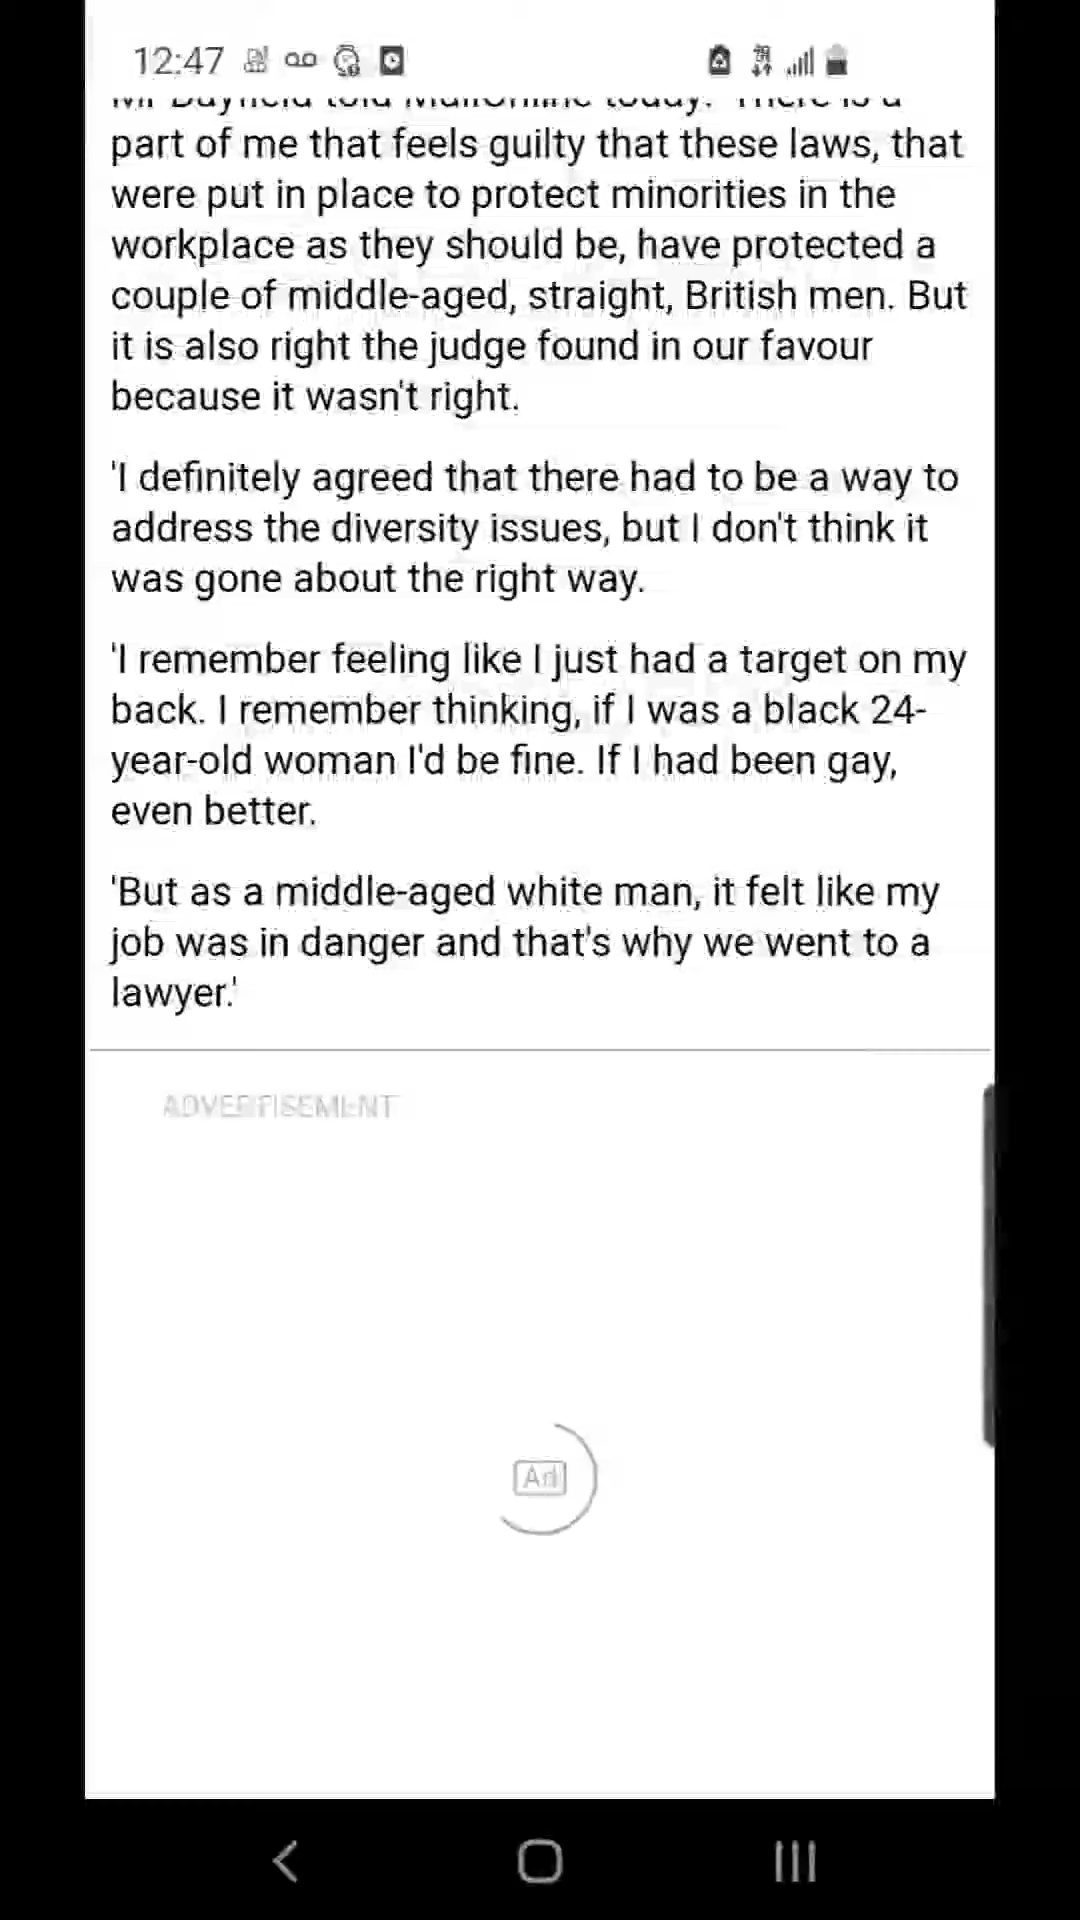 12:47
part of me that feels guilty that these laws, that
were put in place to protect minorities in the
workplace as they should be, have protected a
couple of middle-aged, straight, British men. But
it is also right the judge found in our favour
because it wasn't right.
'I definitely agreed that there had to be a way to
address the diversity issues, but I don't think it
was gone about the right way.
'I remember feeling like I just had a target on my
back. I remember thinking, if I was a black 24-
year-old woman I'd be fine. If I had been gay,
even better.
'But as a middle-aged white man, it felt like my
job was in danger and that's why we went to a
lawyer.'
ADVERTISEMENT
Ad